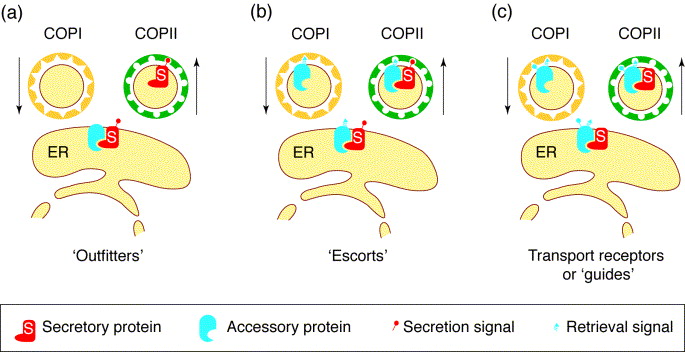 (a)
COPI COPII
S
S
ER
'Outfitters'
(b)
COPI COPII
S
S
ER
'Escorts'
(c)
COPI COPII
S
S
ER
Transport receptors
or 'guides'
S Secretory protein
Accessory protein
Secretion signal
Retrieval signal